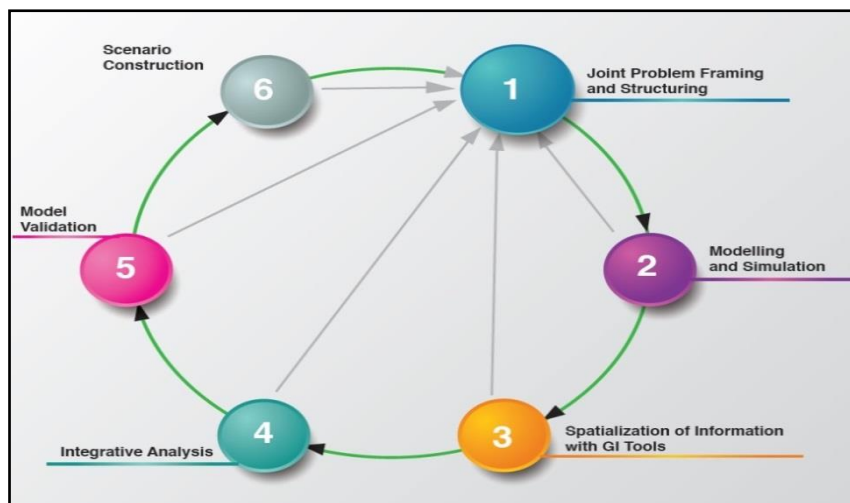 1
Joint Problem Framing
and Structuring
2
Modelling
and Simulation
3
Spatialization of Information
with GI Tools
4
Integrative Analysis
5
Model
Validation
6
Scenario
Construction